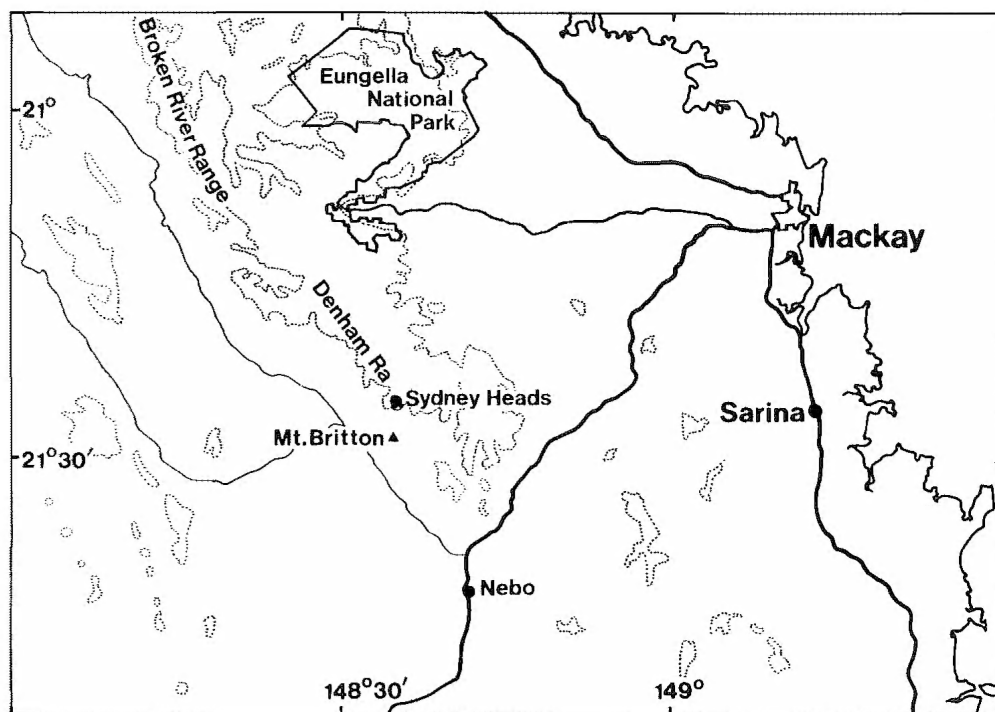 Broken River Range
Eungella
National
Park
21°
Mackay
Denham Ra
Sydney Heads
Sarina
Mt.Britton
21°30′
Nebo
148°30′
149°